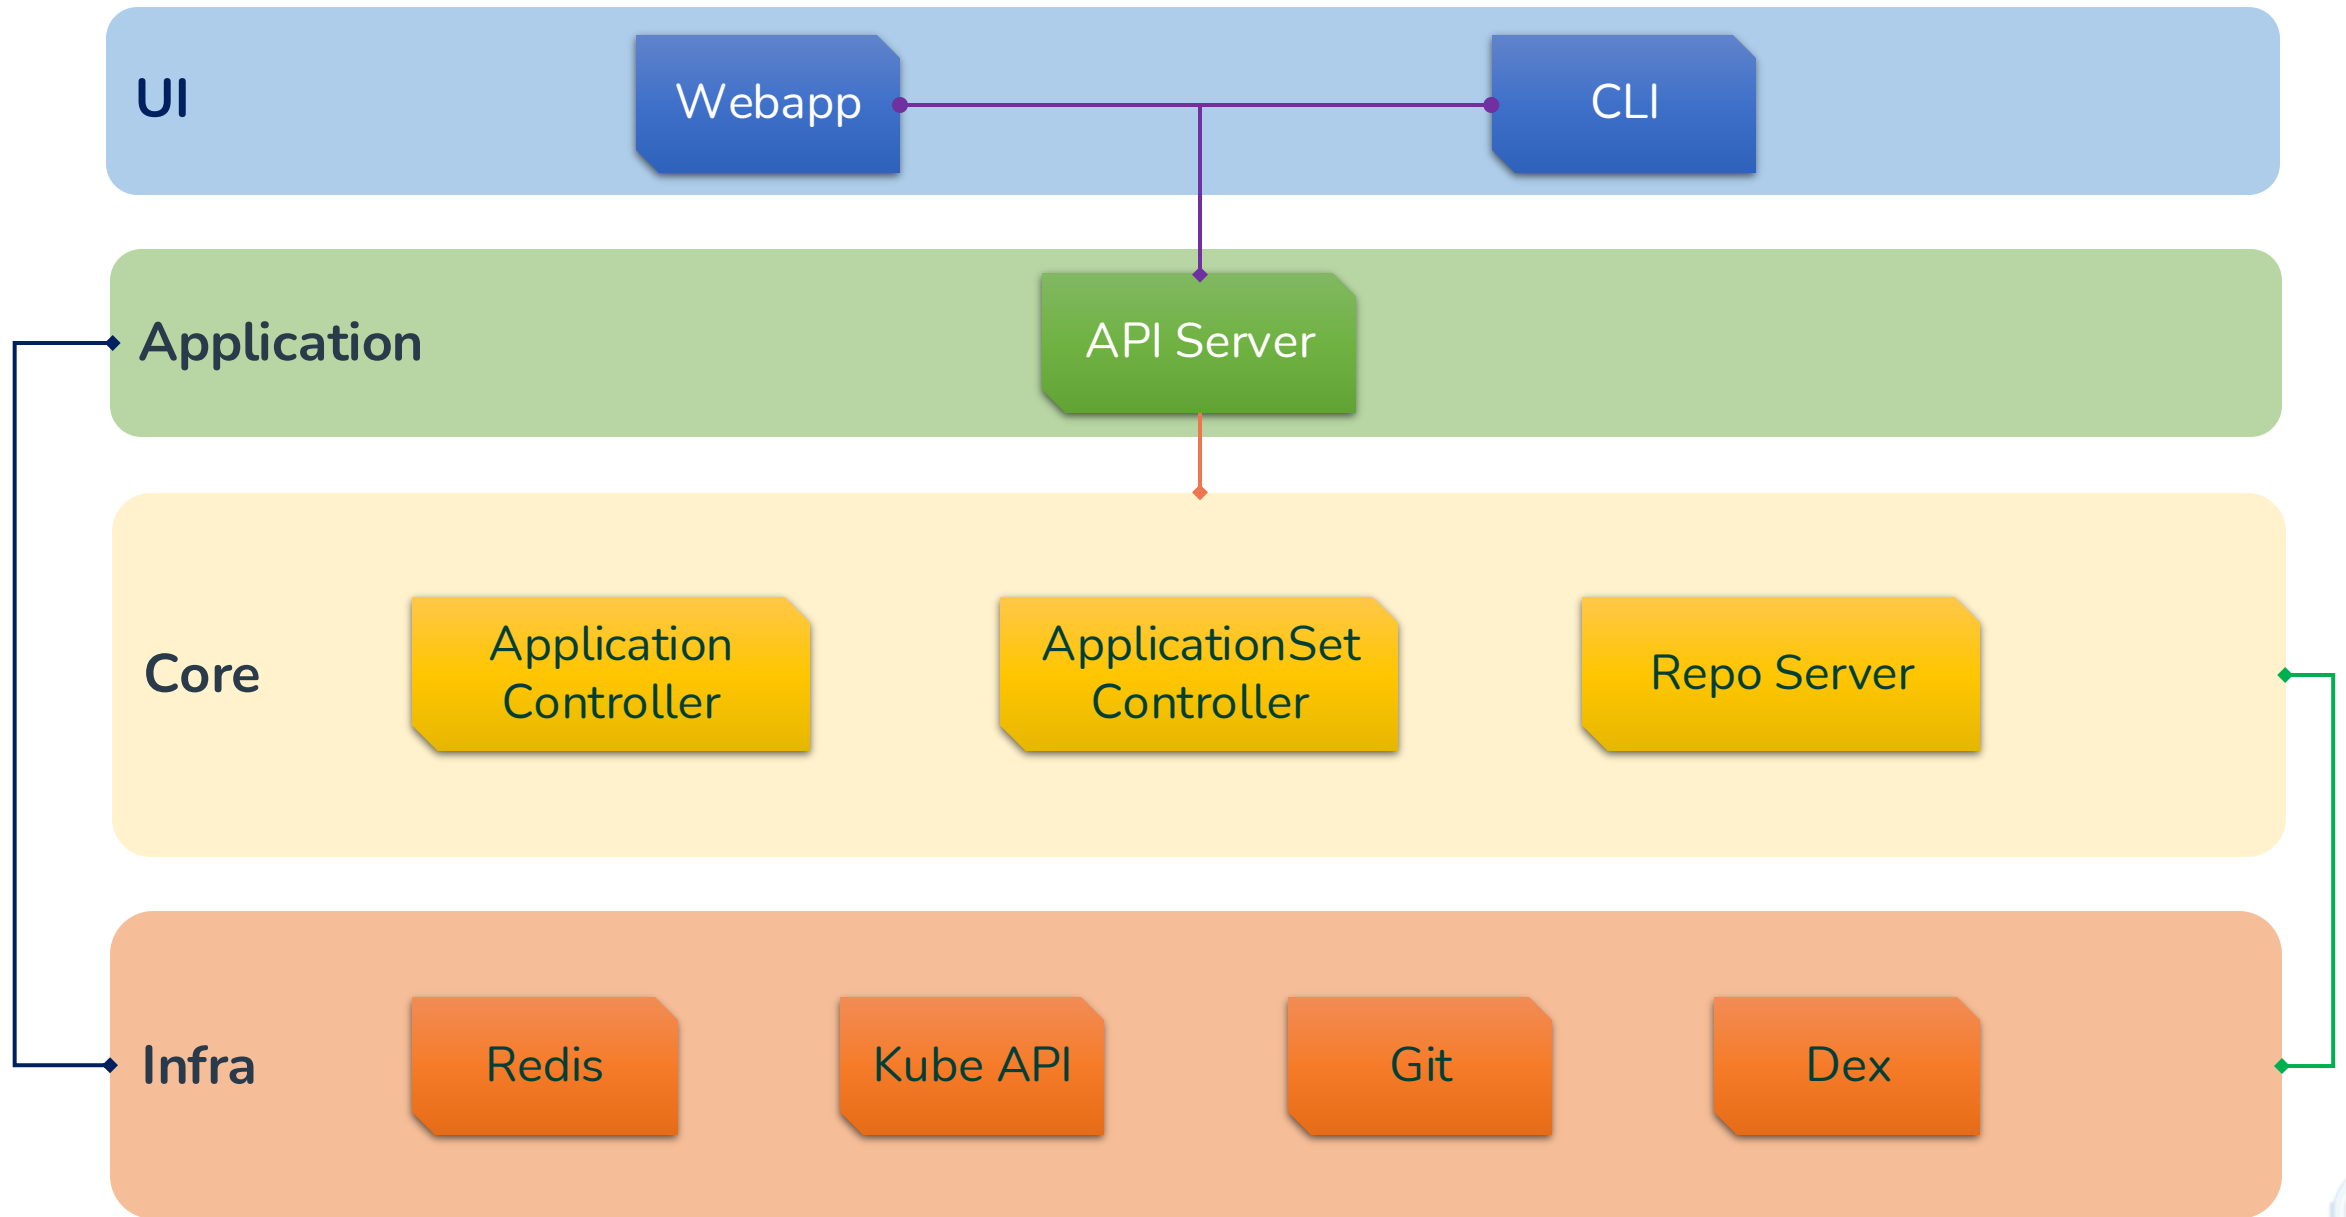 UI
Webapp
CLI
Application
API Server
Core
Application
Controller
ApplicationSet
Controller
Repo Server
Infra
Redis
Kube API
Git
Dex